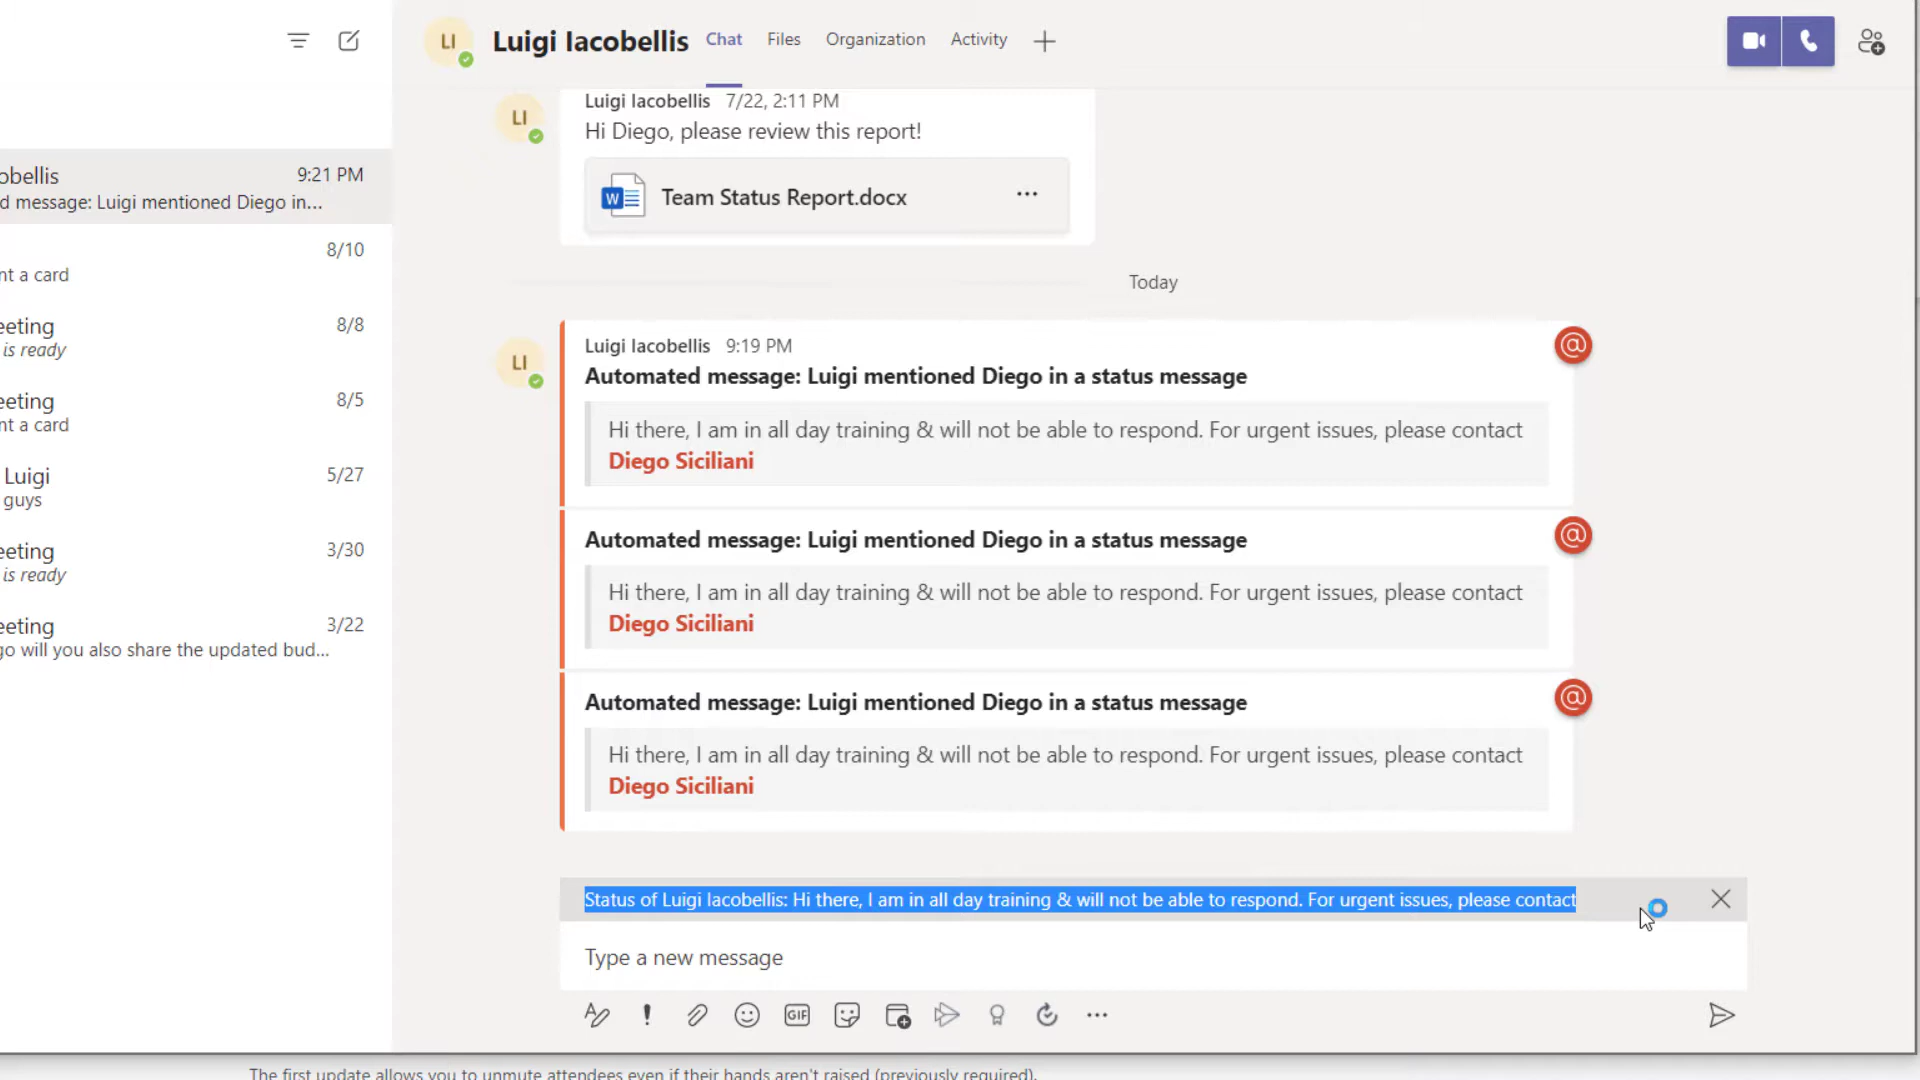 LI
Luigi Iacobellis
Chat
Files
Organization
Activity
obellis
9:21 PM
d message: Luigi mentioned Diego in...
8/10
nt a card
eeting
8/8
is ready
eeting
8/5
nt a card
Luigi
5/27
guys
eeting
3/30
is ready
eeting
3/22
go will you also share the updated bud...
LI
Luigi Iacobellis 7/22, 2:11 PM
Hi Diego, please review this report!
W
Team Status Report.docx
...
Today
LI
Luigi Iacobellis 9:19 PM
@
Automated message: Luigi mentioned Diego in a status message
Hi there, I am in all day training & will not be able to respond. For urgent issues, please contact
Diego Siciliani
Automated message: Luigi mentioned Diego in a status message
@
Hi there, I am in all day training & will not be able to respond. For urgent issues, please contact
Diego Siciliani
Automated message: Luigi mentioned Diego in a status message
@
Hi there, I am in all day training & will not be able to respond. For urgent issues, please contact
Diego Siciliani
Status of Luigi Iacobellis: Hi there, I am in all day training & will not be able to respond. For urgent issues, please contact
Type a new message
GIF
The first update allows you to unmute attendees even if their hands aren't raised (previously required).